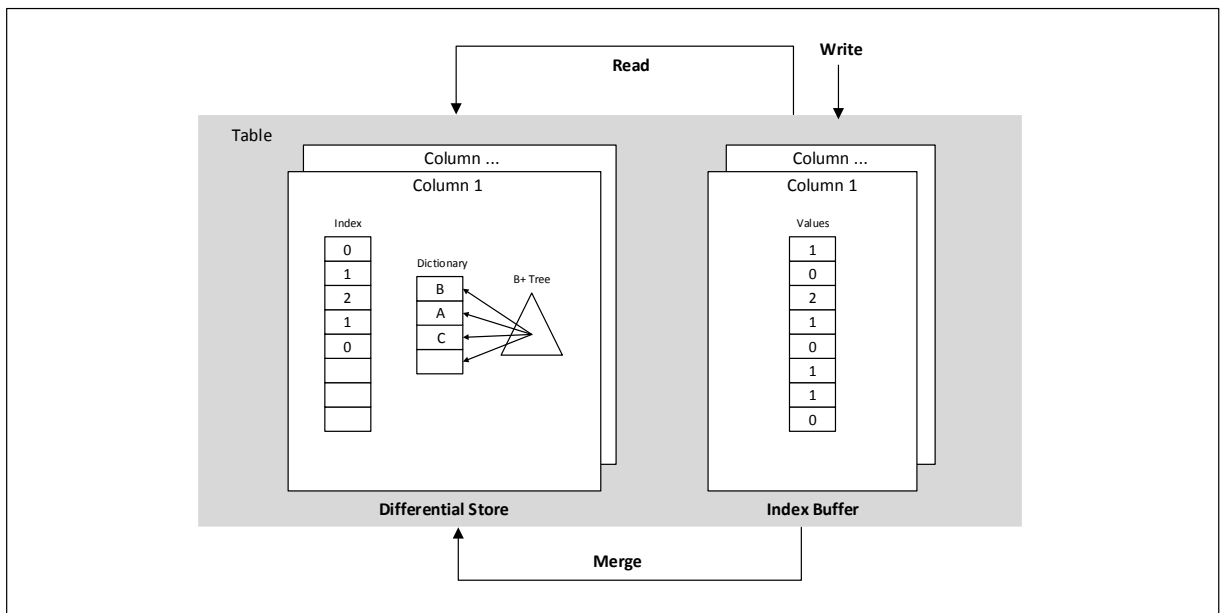 Write
Read
Table
Column ...
Column ...
Column 1
Column 1
Index
0
1
2
1
0
Dictionary
B
A
C
B+ Tree
Values
1
0
2
1
0
1
1
0
Differential Store
Index Buffer
Merge